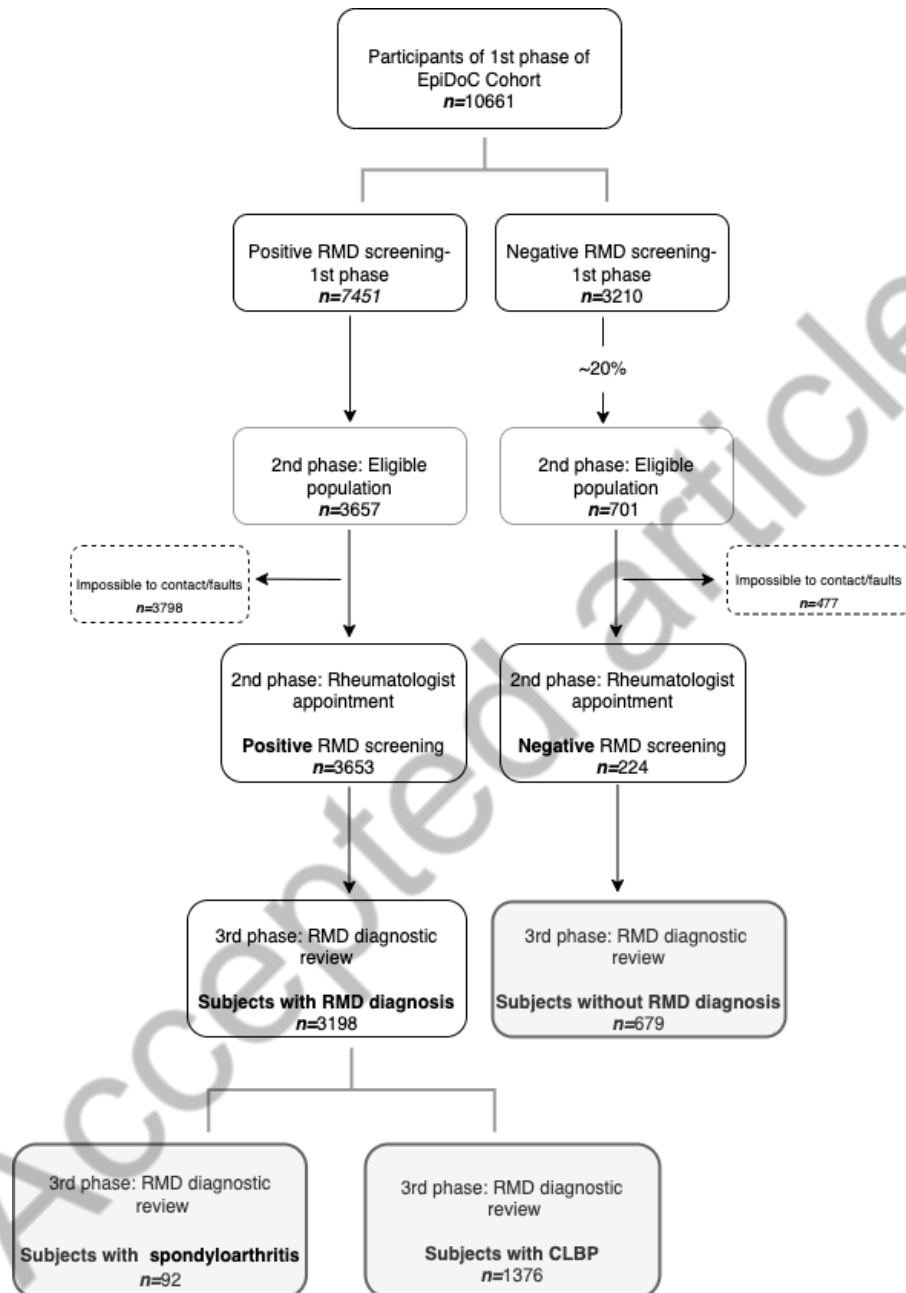 Participants of 1st phase of
EpiDoC Cohort
n=10661
Positive RMD screening-
1st phase
n=7451
Negative RMD screening-
1st phase
n=3210
~20%
2nd phase: Eligible
population
n=3657
2nd phase: Eligible
population
n=701
Impossible to contact/faults
n=3798
Impossible to contact/faults
n=477
2nd phase: Rheumatologist
appointment
Positive RMD screening
n=3653
2nd phase: Rheumatologist
appointment
Negative RMD screening
n=224
3rd phase: RMD diagnostic
review
Subjects with RMD diagnosis
n=3198
3rd phase: RMD diagnostic
review
Subjects without RMD diagnosis
n=679
3rd phase: RMD diagnostic
review
Subjects with spondyloarthritis
n=92
3rd phase: RMD diagnostic
review
Subjects with CLBP
n=1376
Accepted article